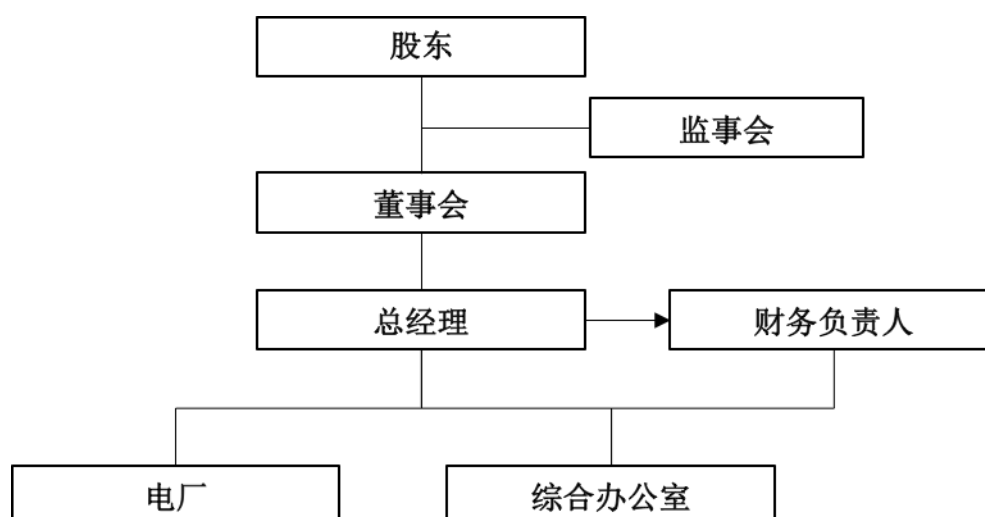 股东
监事会
董事会
总经理
财务负责人
电厂
综合办公室